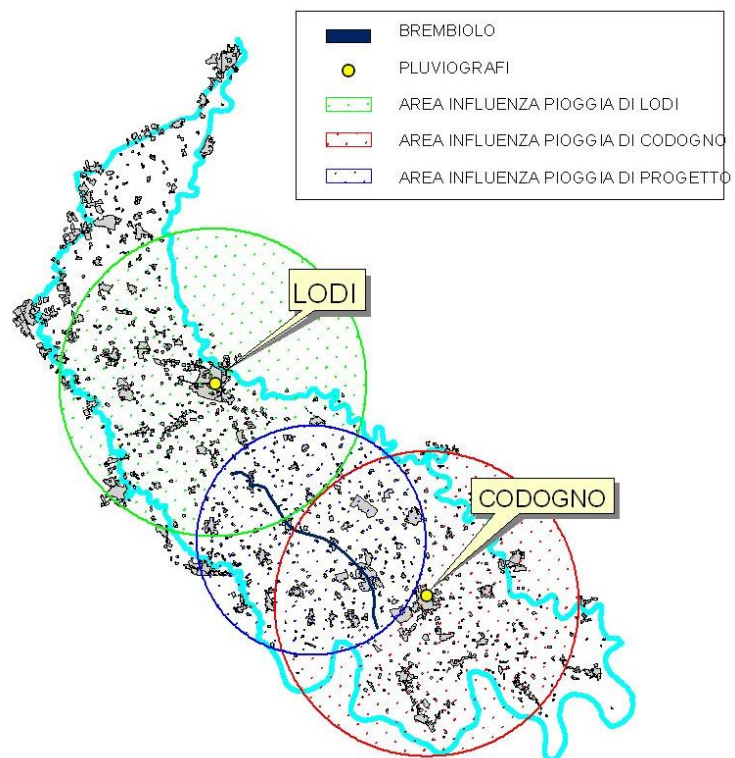 BREMBIOLO
PLUVIOGRAFI
AREA INFLUENZA PIOGGIA DI LODI
AREA INFLUENZA PIOGGIA DI CODOGNO
AREA INFLUENZA PIOGGIA DI PROGETTO
LODI
CODOGNO